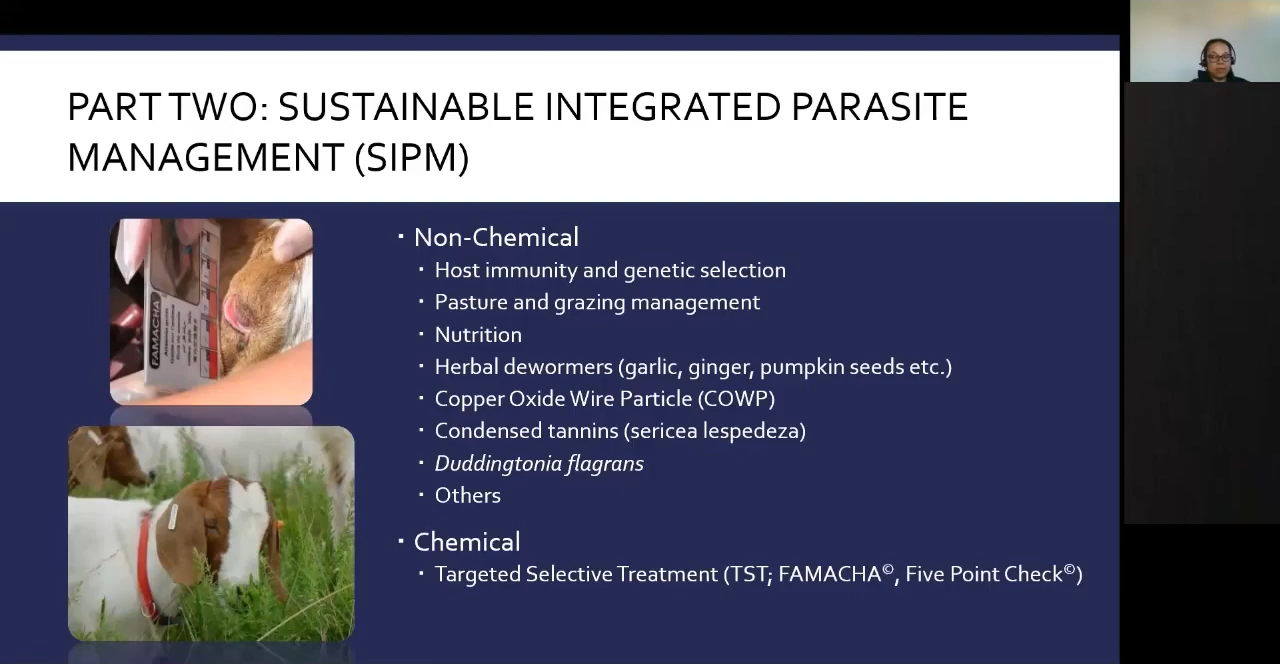 PART TWO: SUSTAINABLE INTEGRATED PARASITE
MANAGEMENT (SIPM)
▪ Non-Chemical
▪ Host immunity and genetic selection
▪ Pasture and grazing management
▪ Nutrition
▪ Herbal dewormers (garlic, ginger, pumpkin seeds etc.)
▪ Copper Oxide Wire Particle (COWP)
▪ Condensed tannins (sericea lespedeza)
▪ Duddingtonia flagrans
▪ Others
▪ Chemical
▪ Targeted Selective Treatment (TST; FAMACHA©, Five Point Check©)
FAMACHA